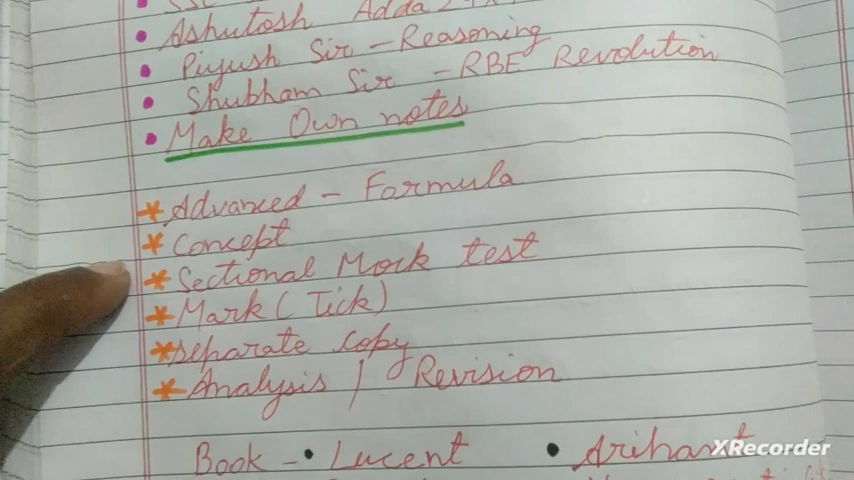 Ashutosh Adda 24
Piyush Sir - Reasoning
Shubham Sir - RBE Revolution
Make Own notes
Advanced - Formula
Concept
Sectional Mock test
Mark ( Tick )
separate copy
Analysis / Revision
Book - • Lucent • Arihant
XRecorder